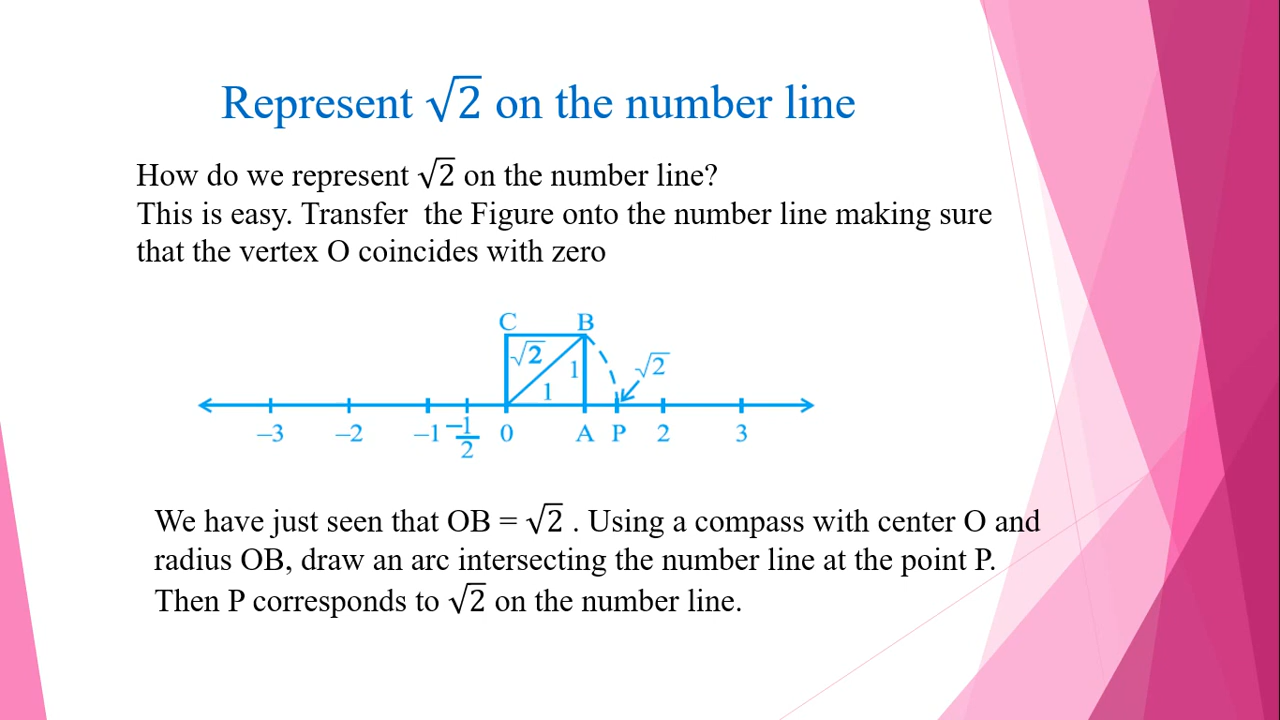 Represent √2 on the number line
How do we represent √2 on the number line?
This is easy. Transfer the Figure onto the number line making sure
that the vertex O coincides with zero
C B
√2 1 √2
1
–3 –2 –1 –1/2 0 A P 2 3
We have just seen that OB = √2 . Using a compass with center O and
radius OB, draw an arc intersecting the number line at the point P.
Then P corresponds to √2 on the number line.